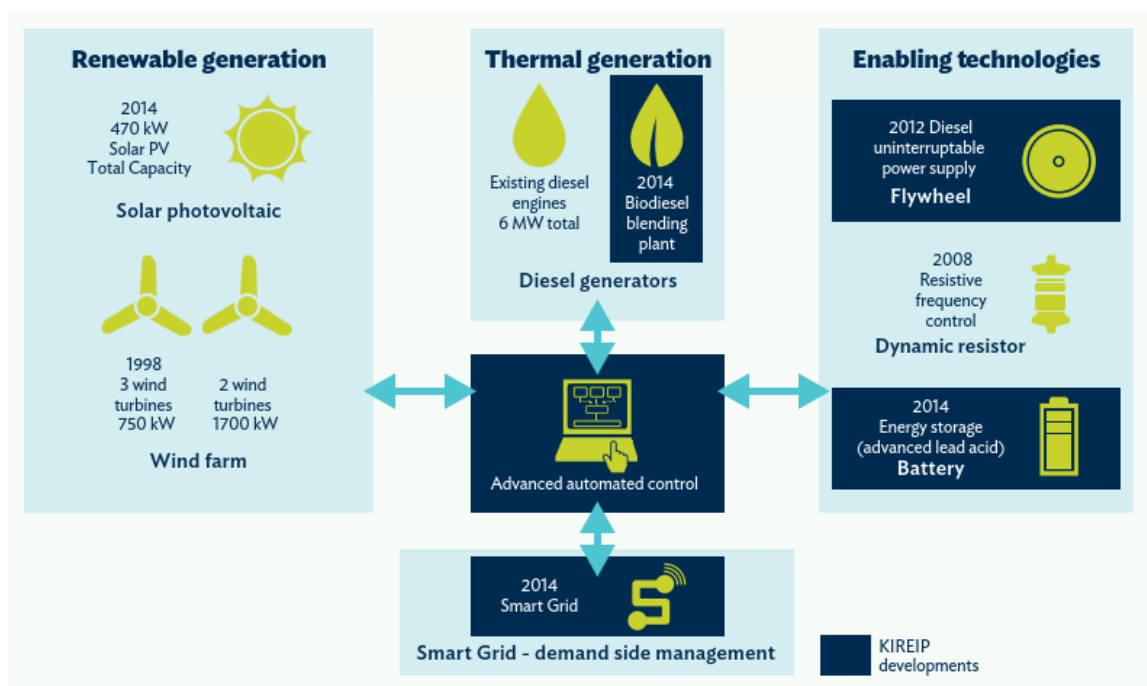 Renewable generation
2014
470 kW
Solar PV
Total Capacity
Solar photovoltaic
1998
3 wind
turbines
750 kW
2 wind
turbines
1700 kW
Wind farm
Thermal generation
Existing diesel
engines
6 MW total
2014
Biodiesel
blending
plant
Diesel generators
Advanced automated control
2014
Smart Grid
Smart Grid - demand side management
Enabling technologies
2012 Diesel
uninterruptable
power supply
Flywheel
2008
Resistive
frequency
control
Dynamic resistor
2014
Energy storage
(advanced lead acid)
Battery
KIREIP
developments